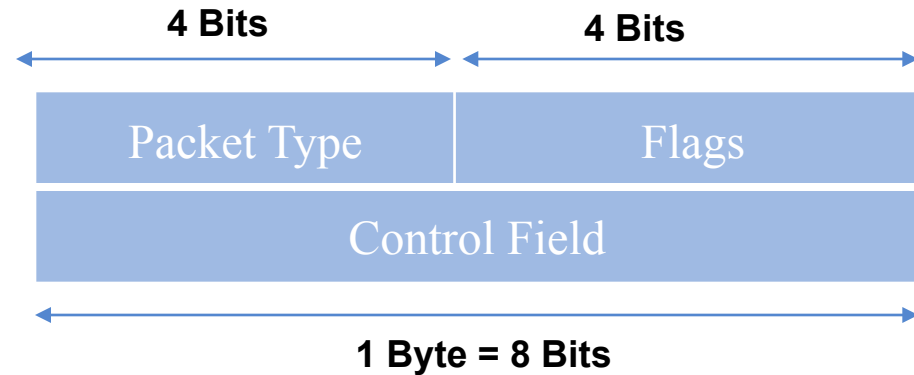 4 Bits 4 Bits
Packet Type Flags
Control Field
1 Byte = 8 Bits